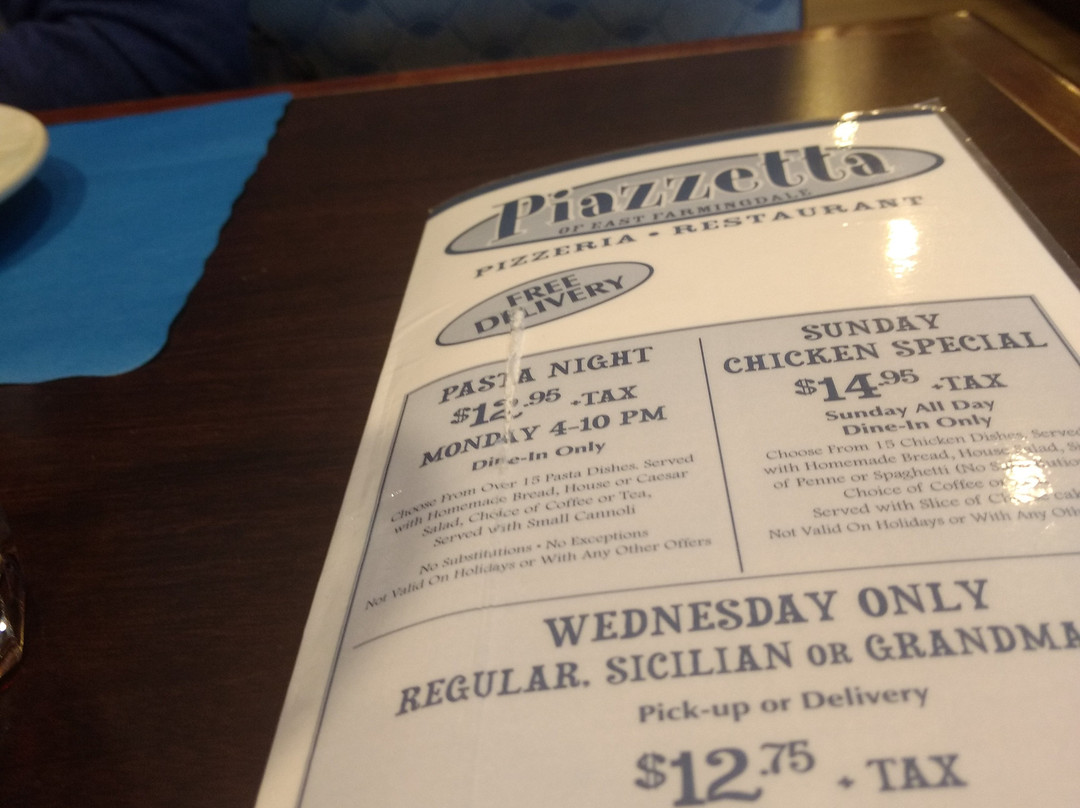 Piazzetta
OF EAST FARMINGDALE
PIZZERIA • RESTAURANT
FREE
DELIVERY
PASTA NIGHT
$12.95 +TAX
MONDAY 4-10 PM
Dine-In Only
Choose From Over 15 Pasta Dishes. Served
with Homemade Bread, House or Caesar
Salad, Choice of Coffee or Tea,
Served with Small Cannoli
No Substitutions • No Exceptions
Not Valid On Holidays or With Any Other Offers
SUNDAY
CHICKEN SPECIAL
$14.95 +TAX
Sunday All Day
Dine-In Only
Choose From 15 Chicken Dishes, Served
with Homemade Bread, House Salad,
of Penne or Spaghetti (No
Choice of Coffee or
Served with Slice of
Not Valid On Holidays or With Any
WEDNESDAY ONLY
REGULAR, SICILIAN OR GRANDMA
Pick-up or Delivery
$12.75 + TAX